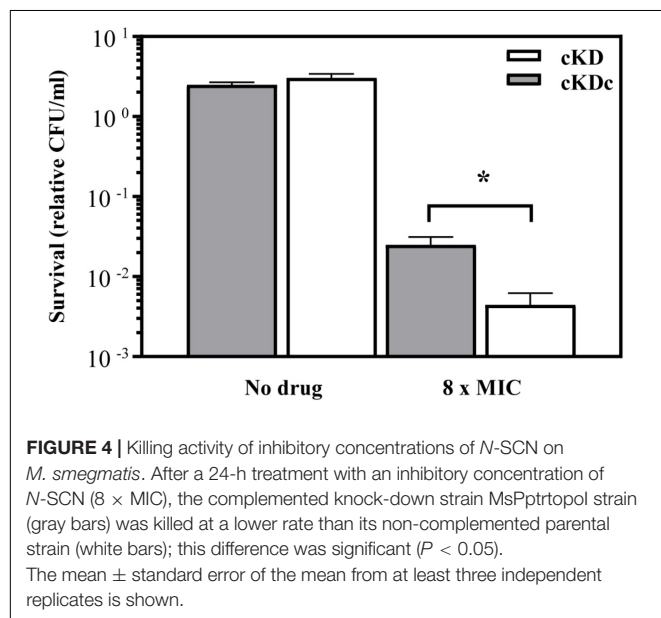 10^1
10^0
10^-1
10^-2
10^-3
Survival (relative CFU/ml)
cKD
cKDc
*
No drug
8 x MIC
FIGURE 4 | Killing activity of inhibitory concentrations of N-SCN on
M. smegmatis. After a 24-h treatment with an inhibitory concentration of
N-SCN (8 × MIC), the complemented knock-down strain MsPptrtopoI strain
(gray bars) was killed at a lower rate than its non-complemented parental
strain (white bars); this difference was significant (P < 0.05).
The mean ± standard error of the mean from at least three independent
replicates is shown.